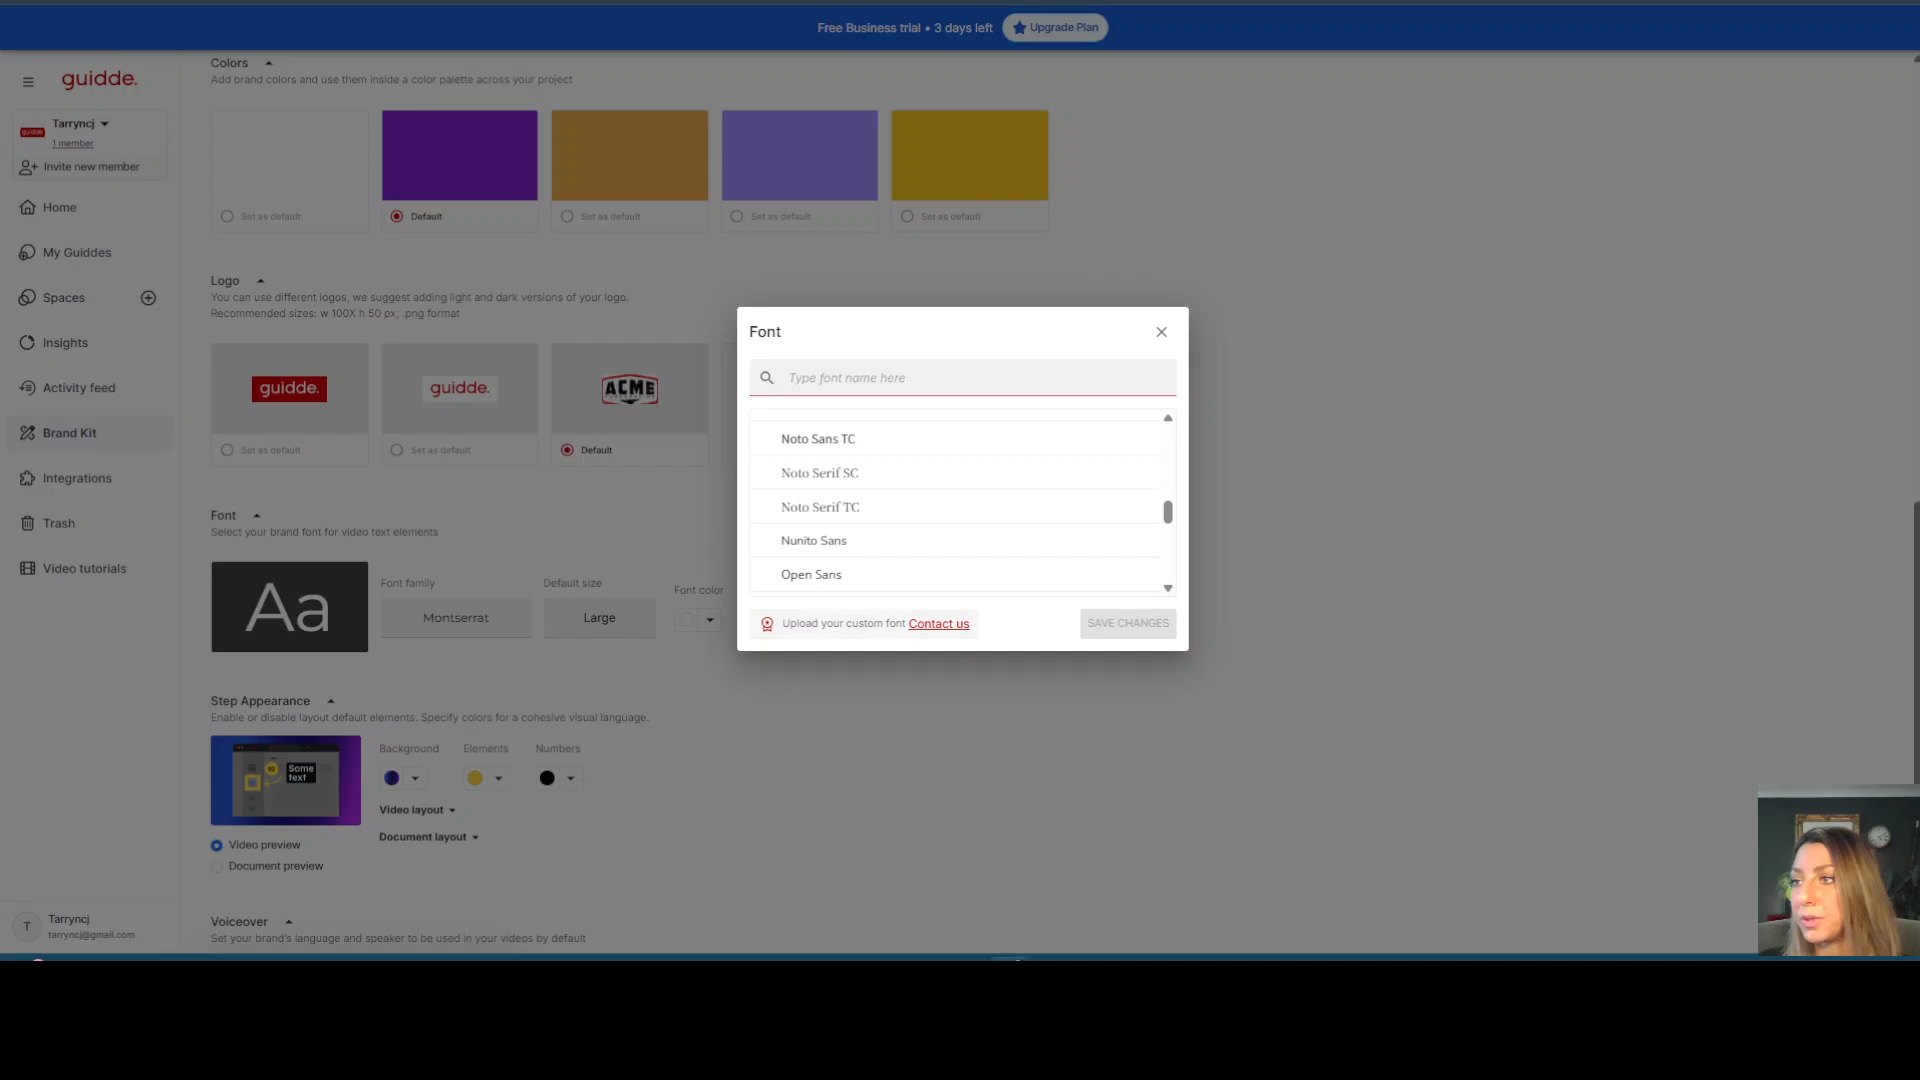 Free Business trial • 3 days left
Upgrade Plan
guidde.
guidde
Tarryncj
1 member
Invite new member
Home
My Guiddes
Spaces
Insights
Activity feed
Brand Kit
Integrations
Trash
Video tutorials
T
Tarryncj
tarryncj@gmail.com
Colors
Add brand colors and use them inside a color palette across your project
Set as default
Default
Set as default
Set as default
Set as default
Logo
You can use different logos, we suggest adding light and dark versions of your logo.
Recommended sizes: w 100X h 50 px, .png format
guidde.
guidde.
ACME
Set as default
Set as default
Default
Font
Select your brand font for video text elements
Aa
Font family
Montserrat
Default size
Large
Font color
Step Appearance
Enable or disable layout default elements. Specify colors for a cohesive visual language.
Some
text
Background
Elements
Numbers
Video layout
Document layout
Video preview
Document preview
Voiceover
Set your brand's language and speaker to be used in your videos by default
Font
Type font name here
Noto Sans TC
Noto Serif SC
Noto Serif TC
Nunito Sans
Open Sans
Upload your custom font Contact us
SAVE CHANGES